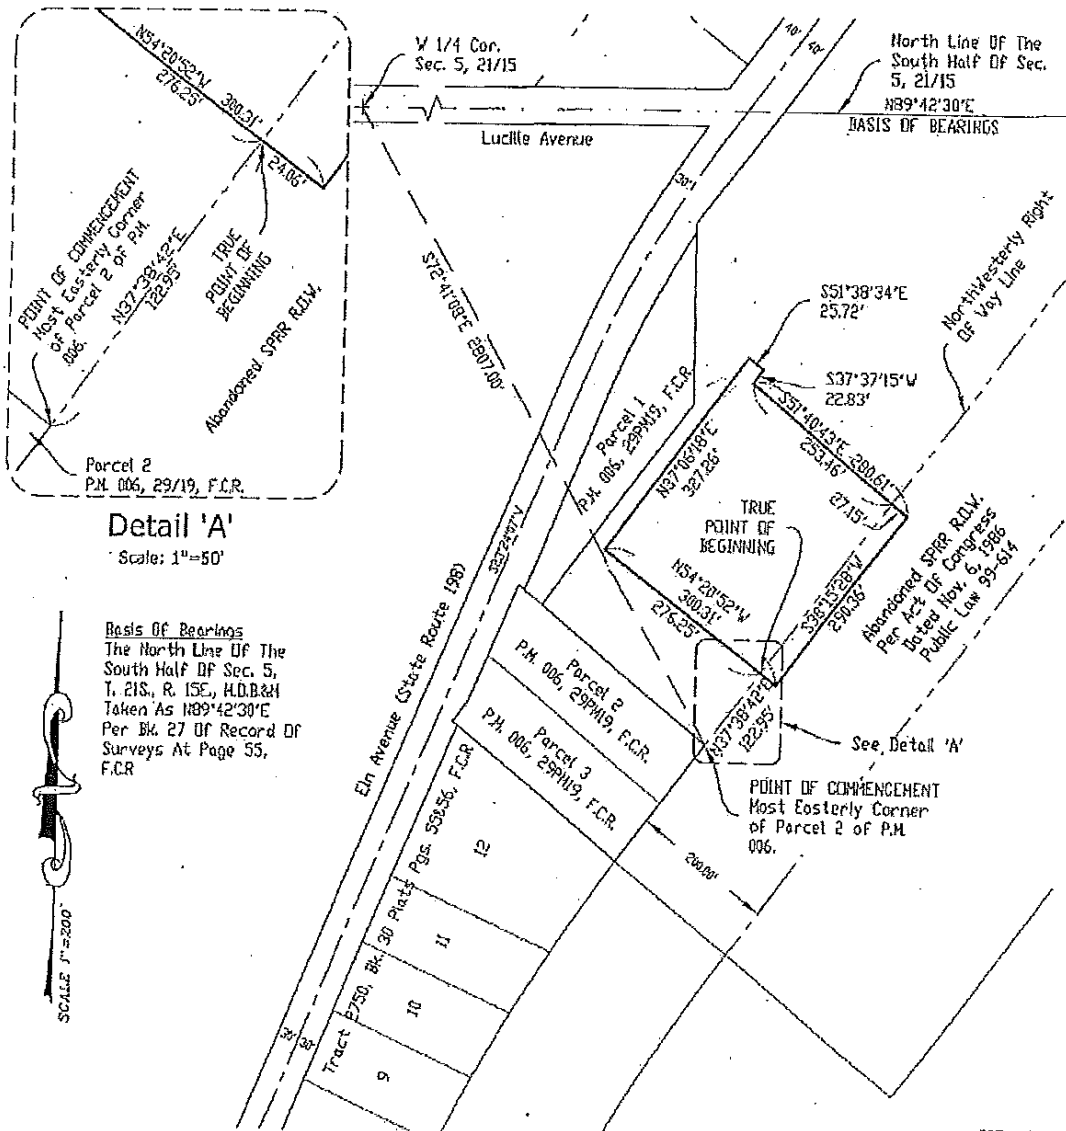 N54°20'52"W
276.25'
300.31'
24.06'
POINT OF COMMENCEMENT
Most Easterly Corner
of Parcel 2 of P.M.
006.
N37°38'42"E
122.95'
TRUE
POINT OF
BEGINNING
Abandoned SPRR R.O.W.
Parcel 2
P.M. 006, 29/19, F.C.R.
Detail 'A'
Scale: 1"=50'
W 1/4 Cor.
Sec. 5, 21/15
Lucille Avenue
40'
40'
North Line Of The
South Half Of Sec.
5, 21/15
N89°42'30"E
BASIS OF BEARINGS
S72°41'08"E 2807.00'
NorthWesterly Right
Of Way Line
S51°38'34"E
25.72'
S37°37'15"W
22.83'
S51°40'43"E
280.61'
253.46'
27.15'
Parcel 1
P.M. 006, 29PM19, F.C.R
N37°06'18"E
327.26'
TRUE
POINT OF
BEGINNING
N54°20'52"W
300.31'
276.25'
S38°15'28"W
290.36'
Abandoned SPRR R.O.W.
Per Act Of Congress
Dated Nov. 6, 1986
Public Law 99-614
N37°38'42"E
122.95'
See Detail 'A'
POINT OF COMMENCEMENT
Most Easterly Corner
of Parcel 2 of P.M.
006.
200.00'
Basis Of Bearings
The North Line Of The
South Half Of Sec. 5,
T. 21S., R. 15E., M.D.B.&M
Taken As N89°42'30"E
Per Bk. 27 Of Record Of
Surveys At Page 55,
F.C.R
SCALE 1"=200'
Elm Avenue (State Route 198)
Parcel 2
P.M. 006, 29PM19, F.C.R.
Parcel 3
P.M. 006, 29PM19, F.C.R.
Tract 2750, Bk. 30 Plats Pgs. 55&56, F.C.R
12
11
10
9
30'
30'